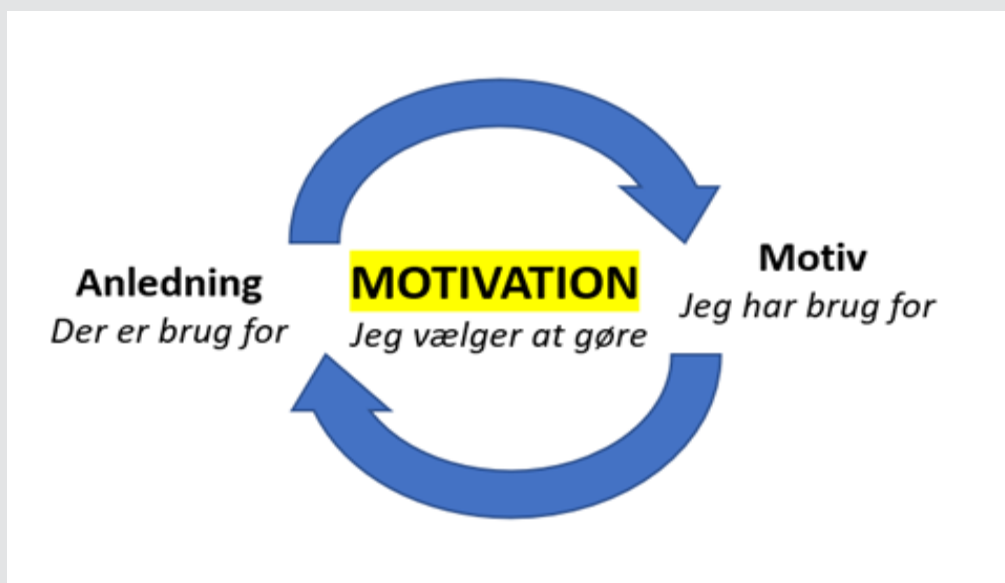 Anledning
Der er brug for
MOTIVATION
Jeg vælger at gøre
Motiv
Jeg har brug for